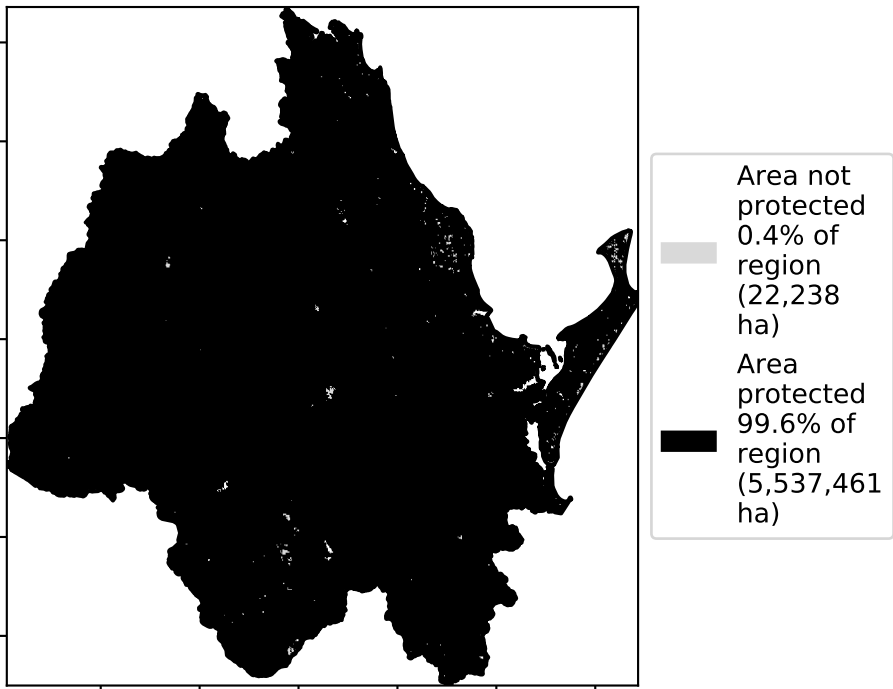 Area not
protected
0.4% of
region
(22,238
ha)
Area
protected
99.6% of
region
(5,537,461
ha)